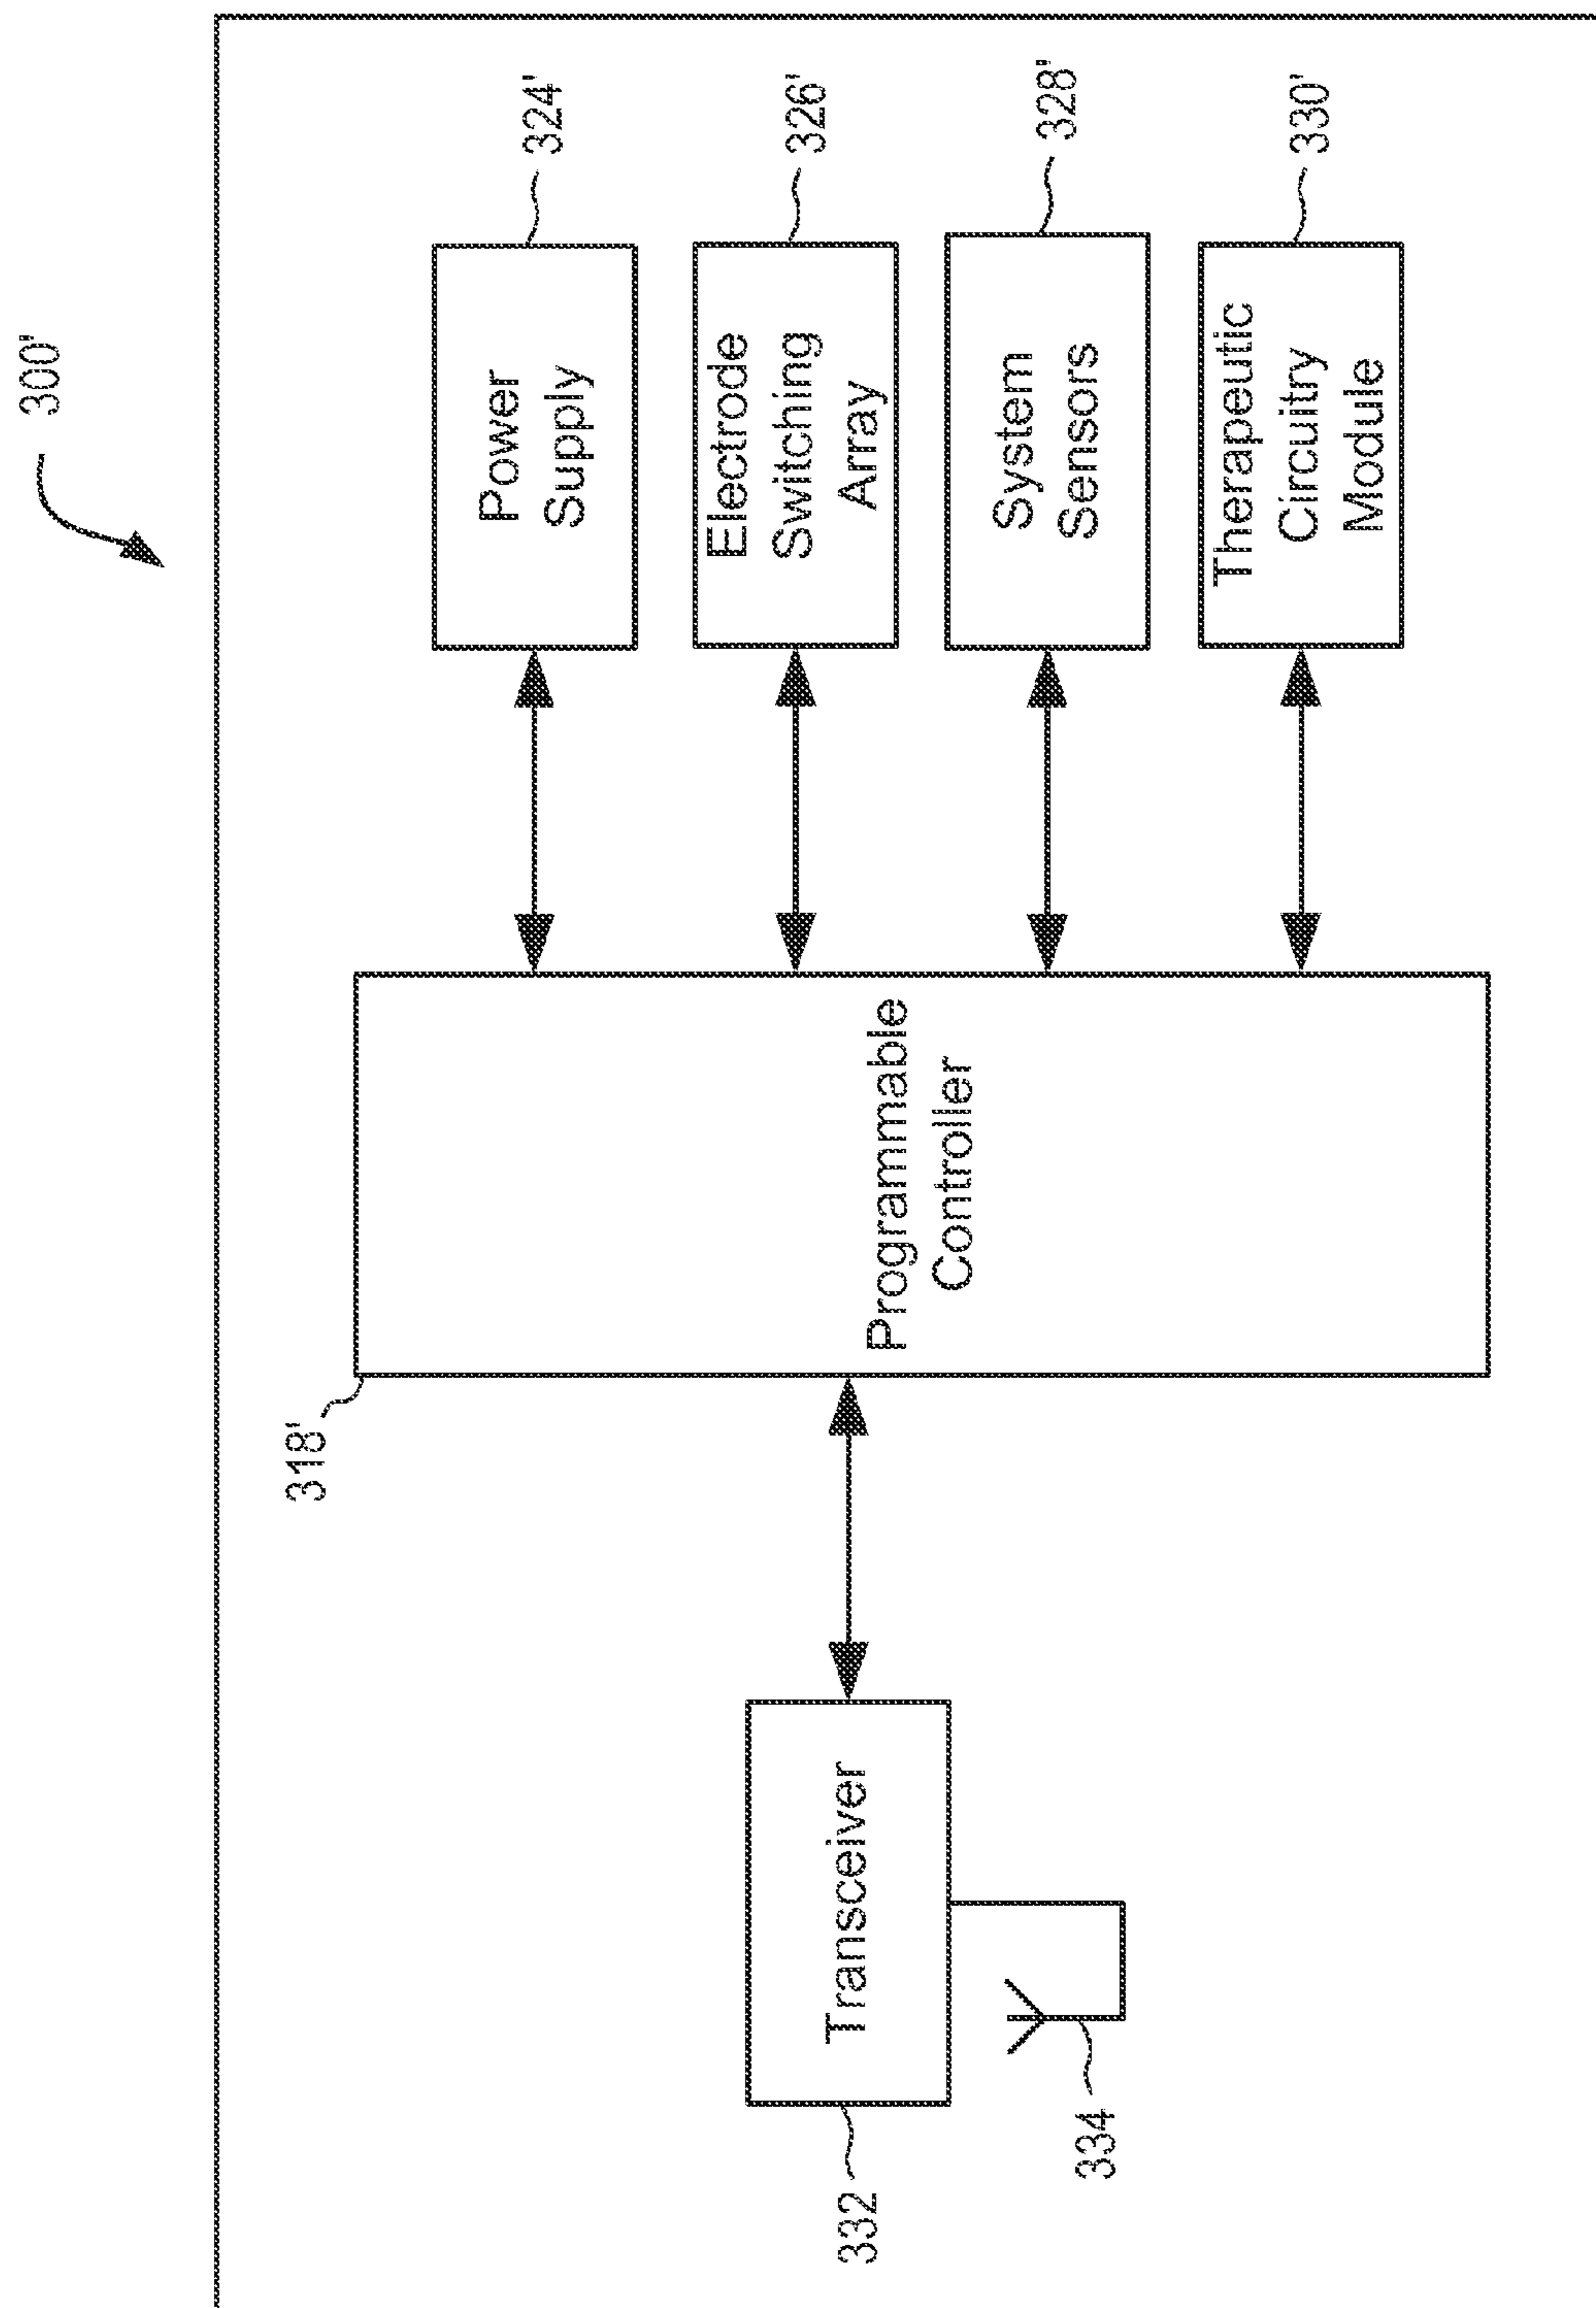 300'
324'
Power
Supply
326'
Electrode
Switching
Array
328'
System
Sensors
330'
Therapeutic
Circuitry
Module
318'
Programmable
Controller
Transceiver
332
334